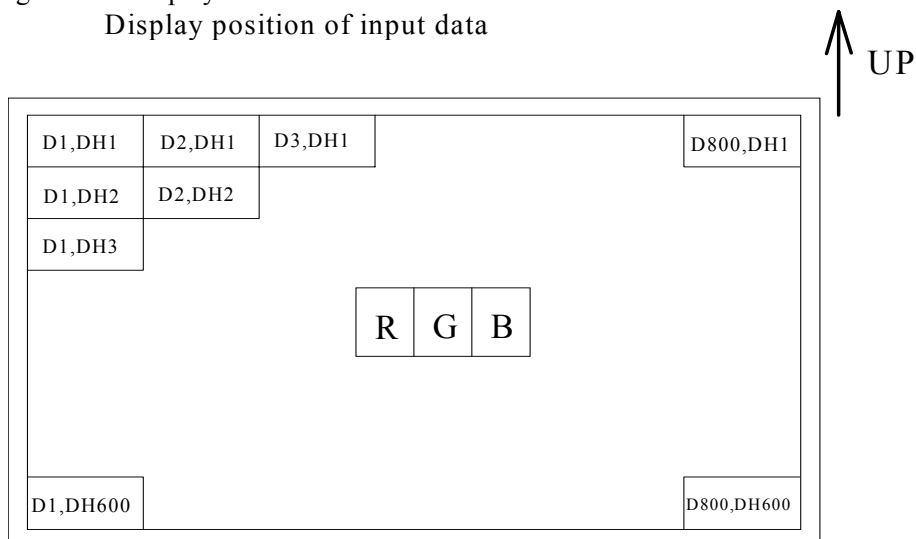 Display position of input data
UP
D1,DH1 D2,DH1 D3,DH1 D800,DH1
D1,DH2 D2,DH2
D1,DH3
R G B
D1,DH600 D800,DH600